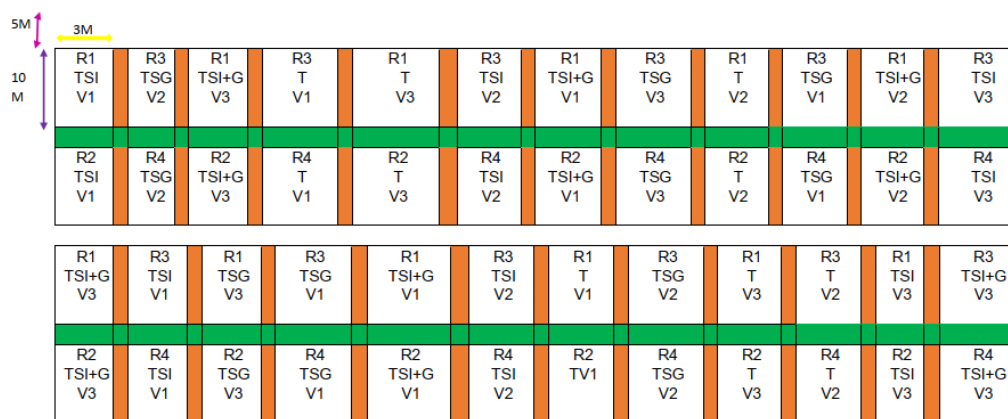 5M
3M
10
M
R1 R3 R1 R3 R1 R3 R1 R3 R1 R3 R1 R3
TSI TSG TSI+G T T TSI TSI+G TSG T TSG TSI+G TSI
V1 V2 V3 V1 V3 V2 V1 V3 V2 V1 V2 V3
R2 R4 R2 R4 R2 R4 R2 R4 R2 R4 R2 R4
TSI TSG TSI+G T T TSI TSI+G TSG T TSG TSI+G TSI
V1 V2 V3 V1 V3 V2 V1 V3 V2 V1 V2 V3
R1 R3 R1 R3 R1 R3 R1 R3 R1 R3 R1 R3
TSI+G TSI TSG TSG TSI+G TSI T TSG T T TSI TSI+G
V3 V1 V3 V1 V1 V2 V1 V2 V3 V2 V3 V3
R2 R4 R2 R4 R2 R4 R2 R4 R2 R4 R2 R4
TSI+G TSI TSG TSG TSI+G TSI TV1 TSG T T TSI TSI+G
V3 V1 V3 V1 V1 V2 V2 V3 V2 V3 V3